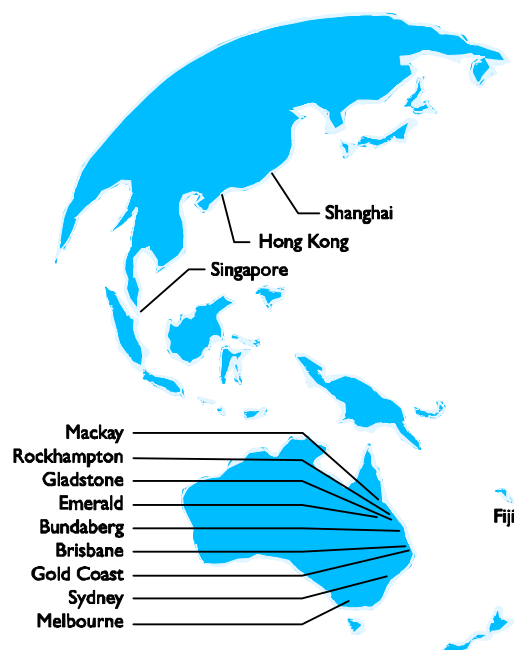 Shanghai
Hong Kong
Singapore
Mackay
Rockhampton
Gladstone
Emerald
Fiji
Bundaberg
Brisbane
Gold Coast
Sydney
Melbourne